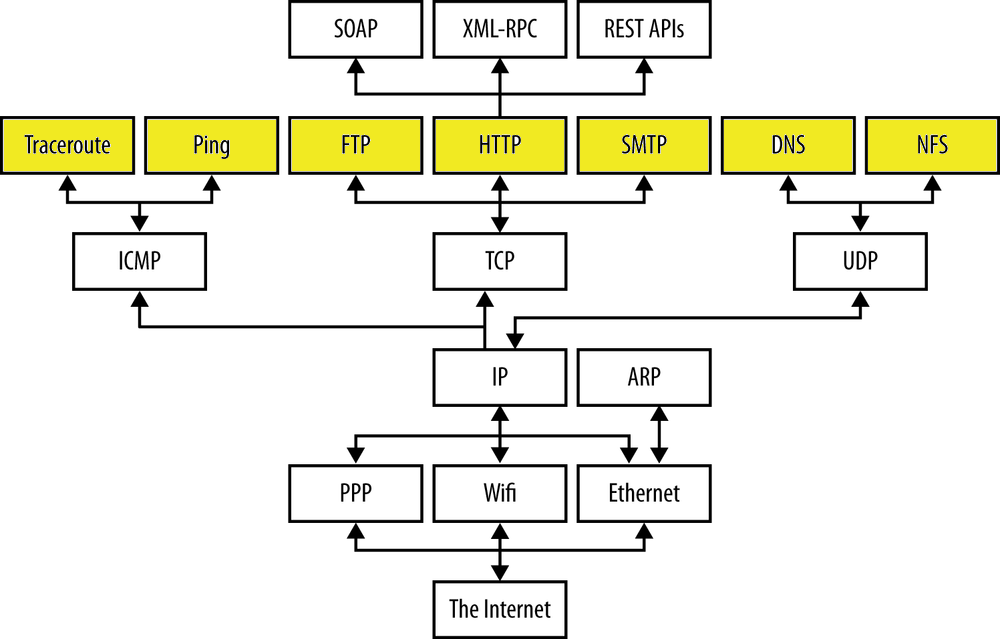 SOAP
XML-RPC
REST APIs
Traceroute
Ping
FTP
HTTP
SMTP
DNS
NFS
ICMP
TCP
UDP
IP
ARP
PPP
Wifi
Ethernet
The Internet